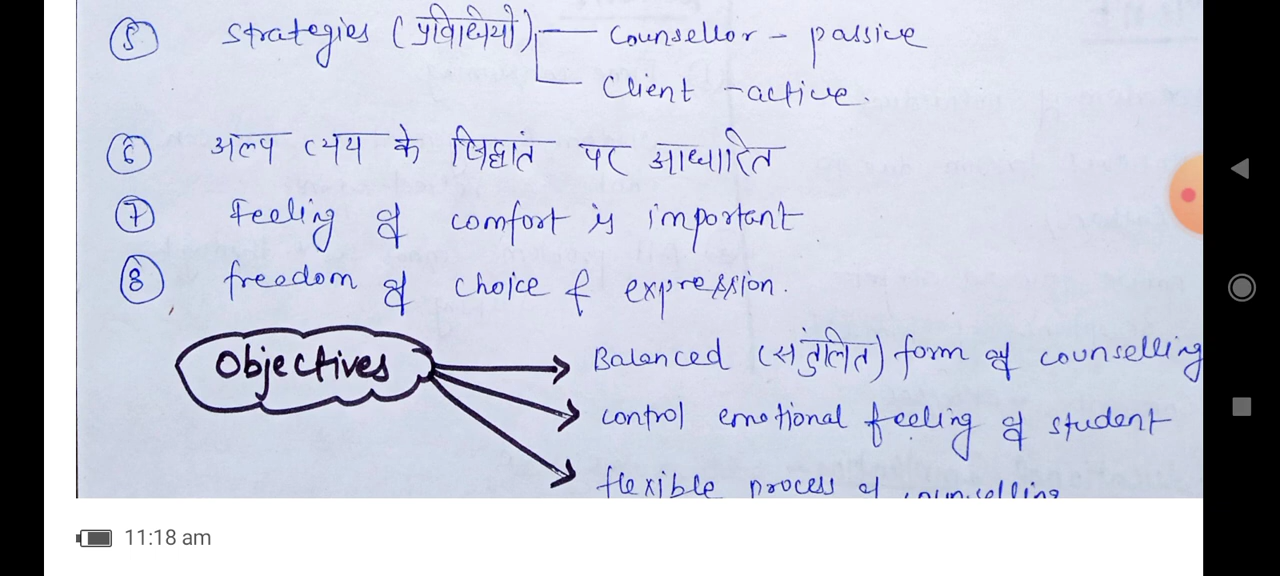 ⑤ strategies (प्रविधियों) counsellor - passive
client - active.
⑥ अल्प व्यय के सिद्धांत पर आधारित
⑦ Feeling of comfort is important
⑧ freedom of choice & expression.
Objectives
Balanced (संतुलित) form of counselling
control emotional feeling of student
flexible process of counselling
11:18 am